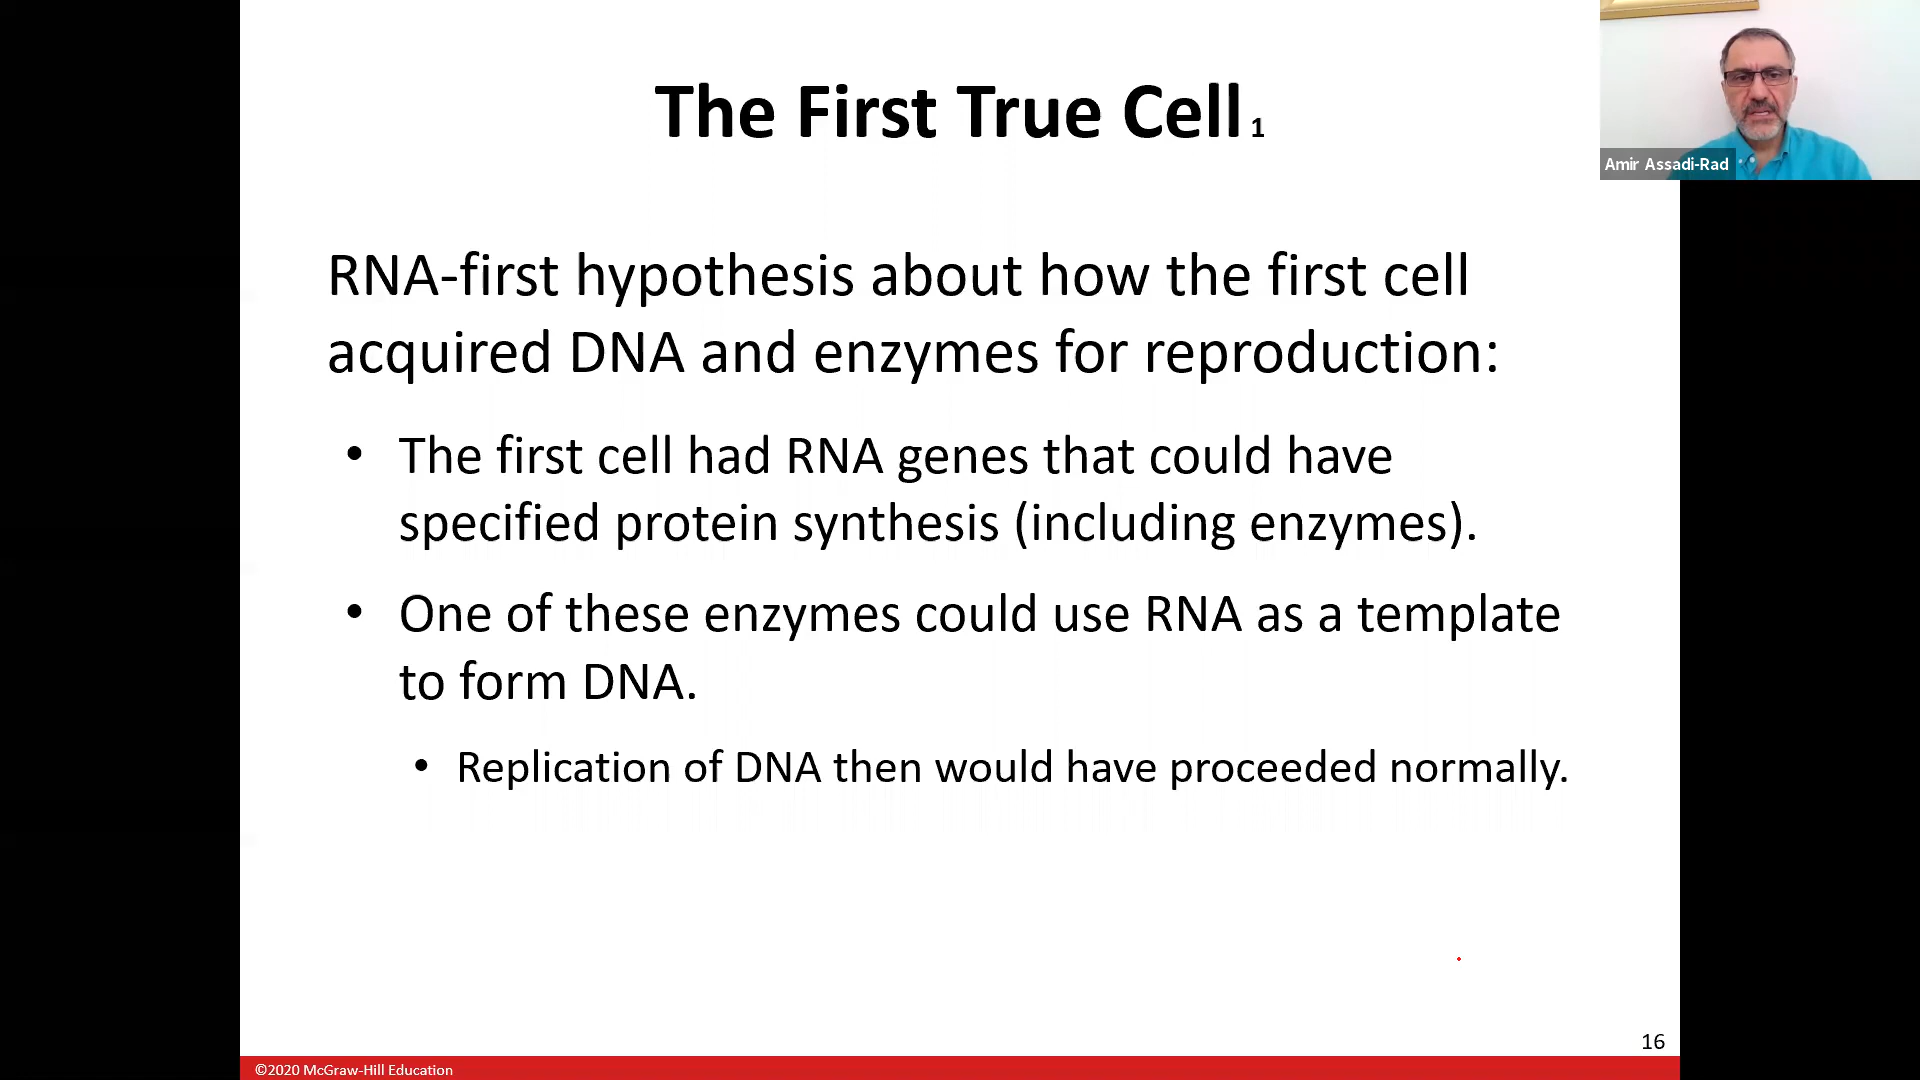 The First True Cell 1
Amir Assadi-Rad
RNA-first hypothesis about how the first cell
acquired DNA and enzymes for reproduction:
• The first cell had RNA genes that could have
specified protein synthesis (including enzymes).
• One of these enzymes could use RNA as a template
to form DNA.
• Replication of DNA then would have proceeded normally.
16
©2020 McGraw-Hill Education